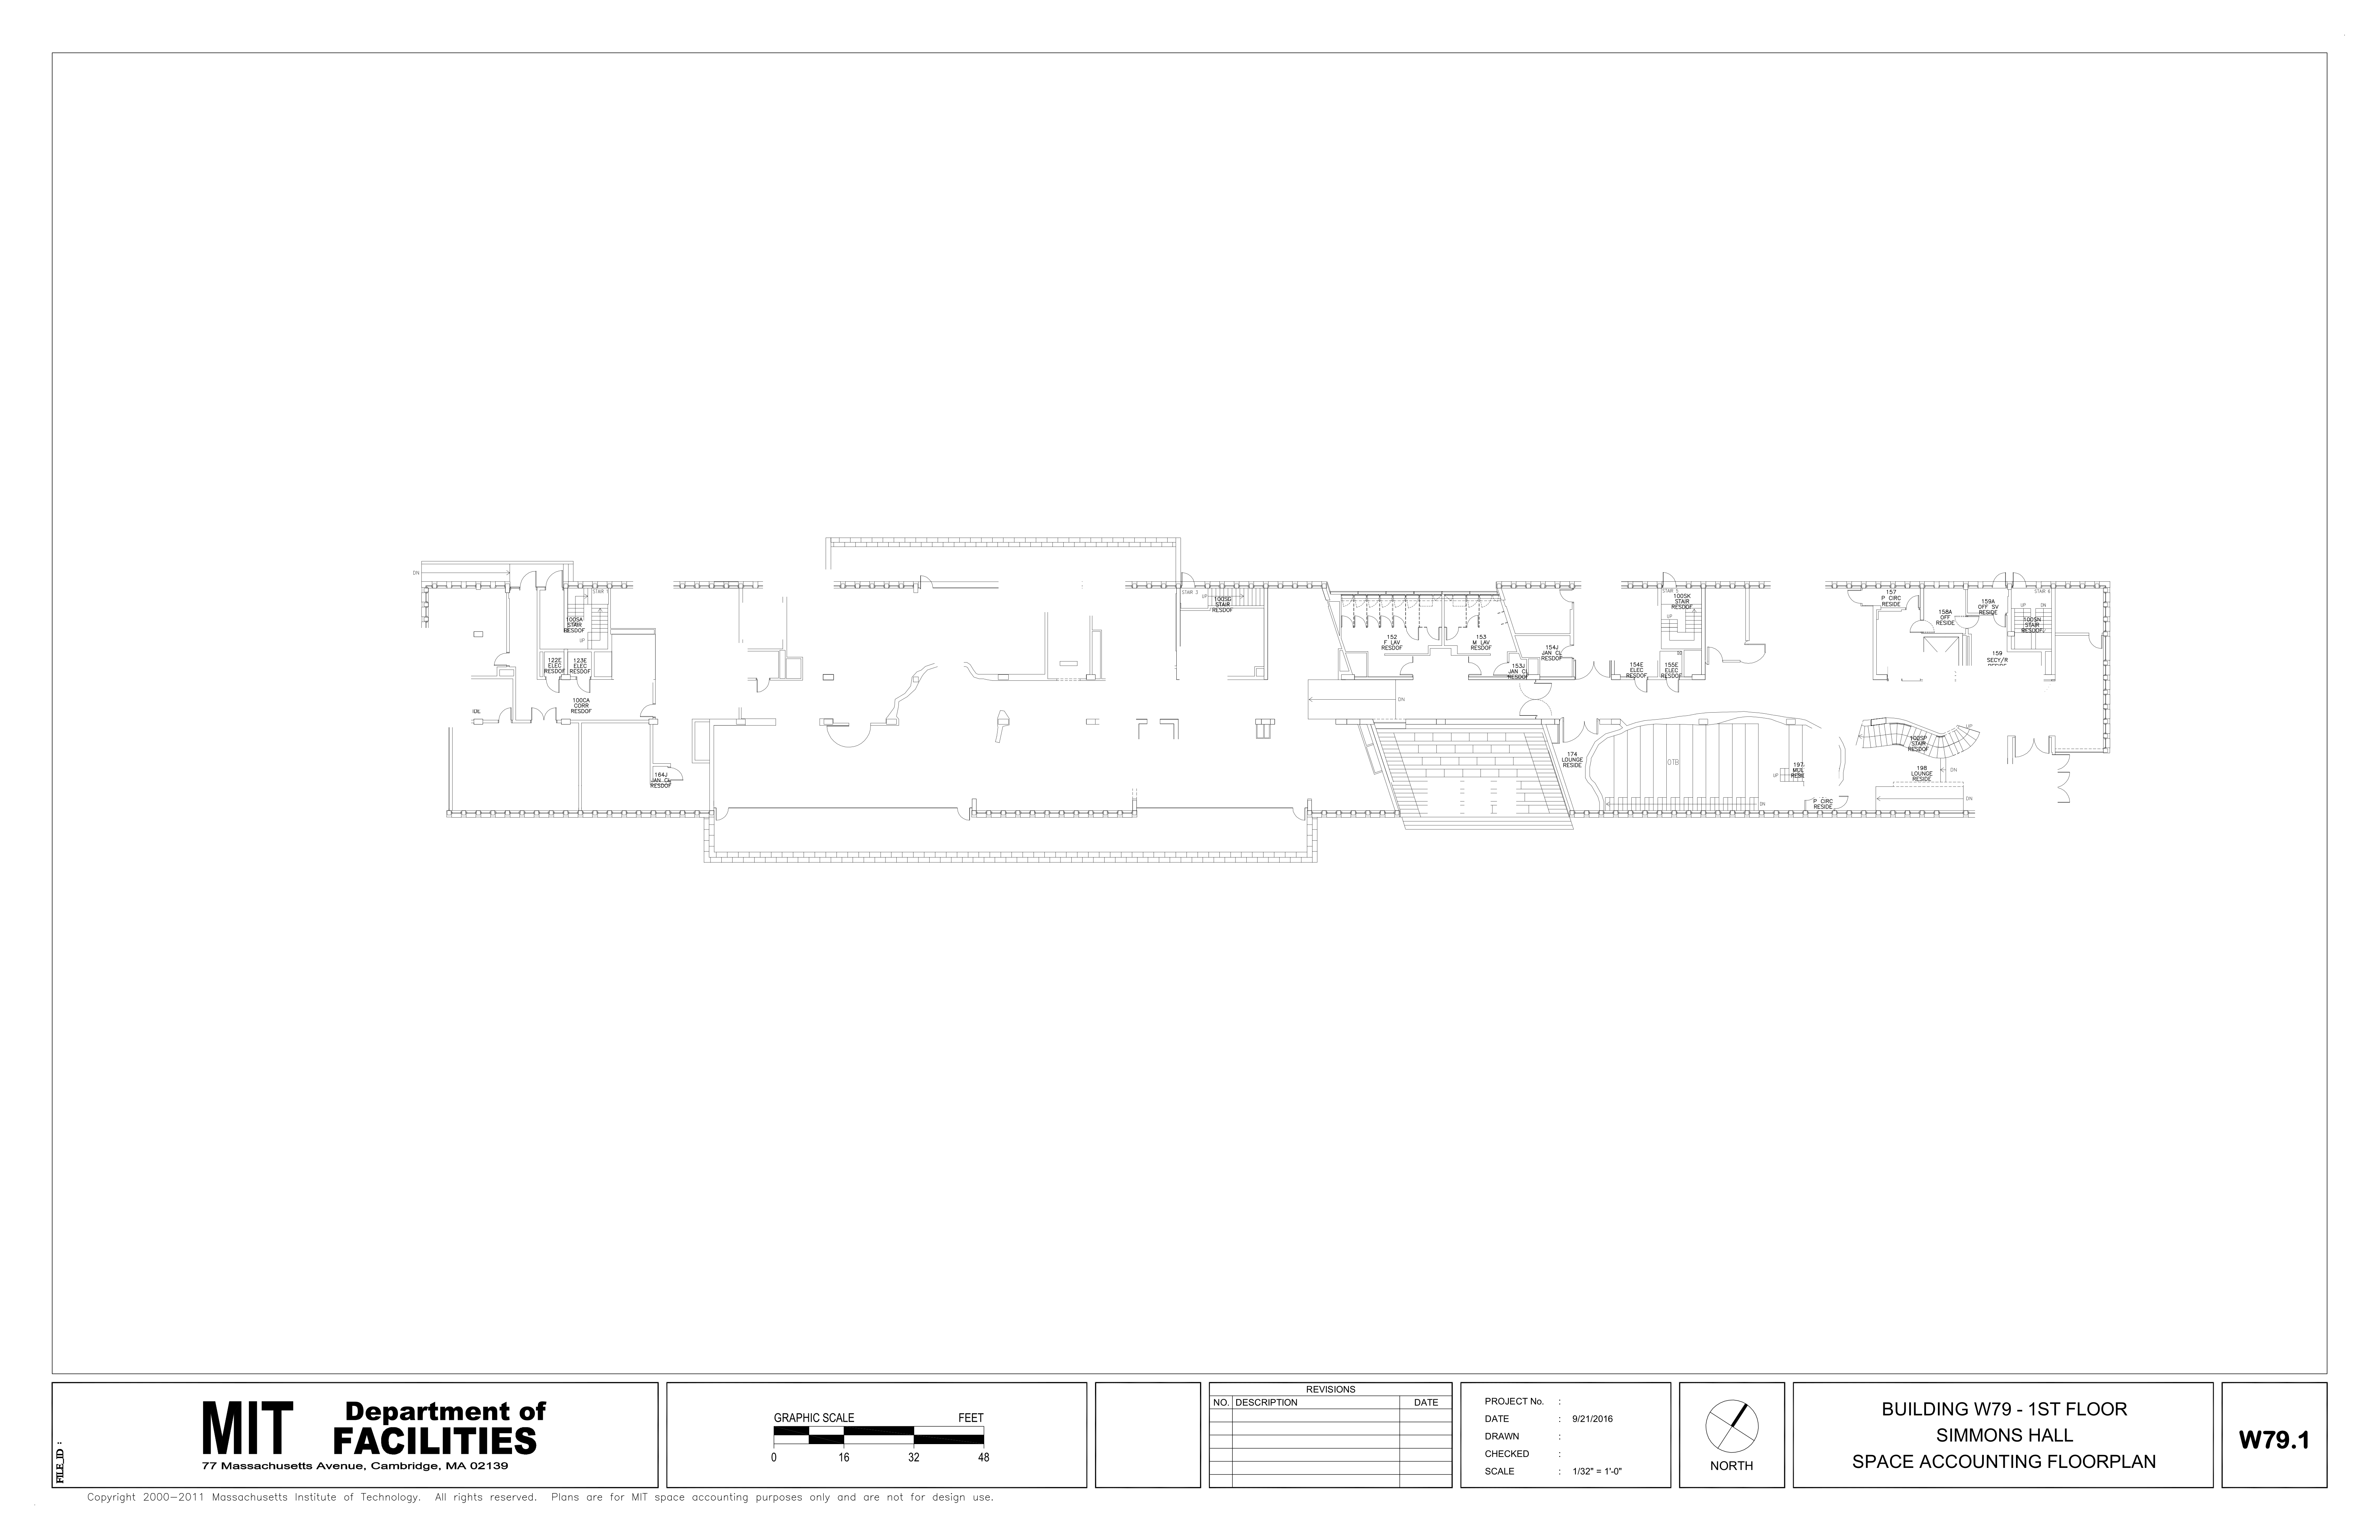 DN
STAIR 1
100SA
STAIR
RESDOF
UP
122E
ELEC
RESDOF
123E
ELEC
RESDOF
100CA
CORR
RESDOF
164J
JAN CL
RESDOF
STAIR 3
UP
100SG
STAIR
RESDOF
152
F LAV
RESDOF
153
M LAV
RESDOF
153J
JAN CL
RESDOF
154J
JAN CL
RESDOF
DN
STAIR 5
100SK
STAIR
RESDOF
UP
154E
ELEC
RESDOF
155E
ELEC
RESDOF
174
LOUNGE
RESIDE
OTB
DN
197
MUL
RESIDE
UP
P CIRC
RESIDE
157
P CIRC
RESIDE
158A
OFF
RESIDE
159A
OFF SV
RESIDE
159
SECY/R
STAIR 6
UP
DN
100SN
STAIR
RESDOF
100SP
STAIR
RESDOF
UP
DN
198
LOUNGE
RESIDE
DN
FILE_ID :
MIT
Department of
FACILITIES
77 Massachusetts Avenue, Cambridge, MA 02139
GRAPHIC SCALE FEET
0 16 32 48
REVISIONS
NO. DESCRIPTION DATE
PROJECT No. :
DATE : 9/21/2016
DRAWN :
CHECKED :
SCALE : 1/32" = 1'-0"
NORTH
BUILDING W79 - 1ST FLOOR
SIMMONS HALL
SPACE ACCOUNTING FLOORPLAN
W79.1
Copyright 2000-2011 Massachusetts Institute of Technology. All rights reserved. Plans are for MIT space accounting purposes only and are not for design use.